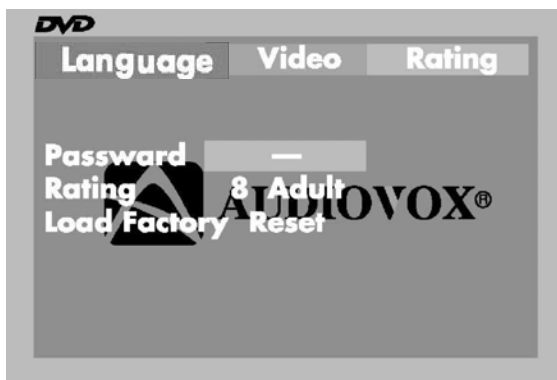 DVD
Language Video Rating
Passward —
Rating 8 Adult
AUDIOVOX®
Load Factory Reset